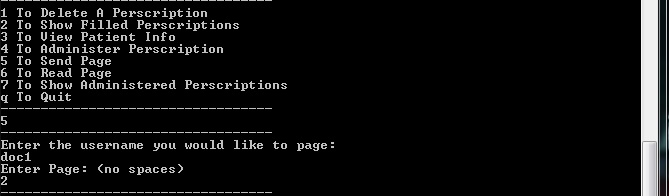 --------------------------------
1 To Delete A Perscription
2 To Show Filled Perscriptions
3 To View Patient Info
4 To Administer Perscription
5 To Send Page
6 To Read Page
7 To Show Administered Perscriptions
q To Quit
--------------------------------
5
--------------------------------
Enter the username you would like to page:
doc1
Enter Page: (no spaces)
2
--------------------------------